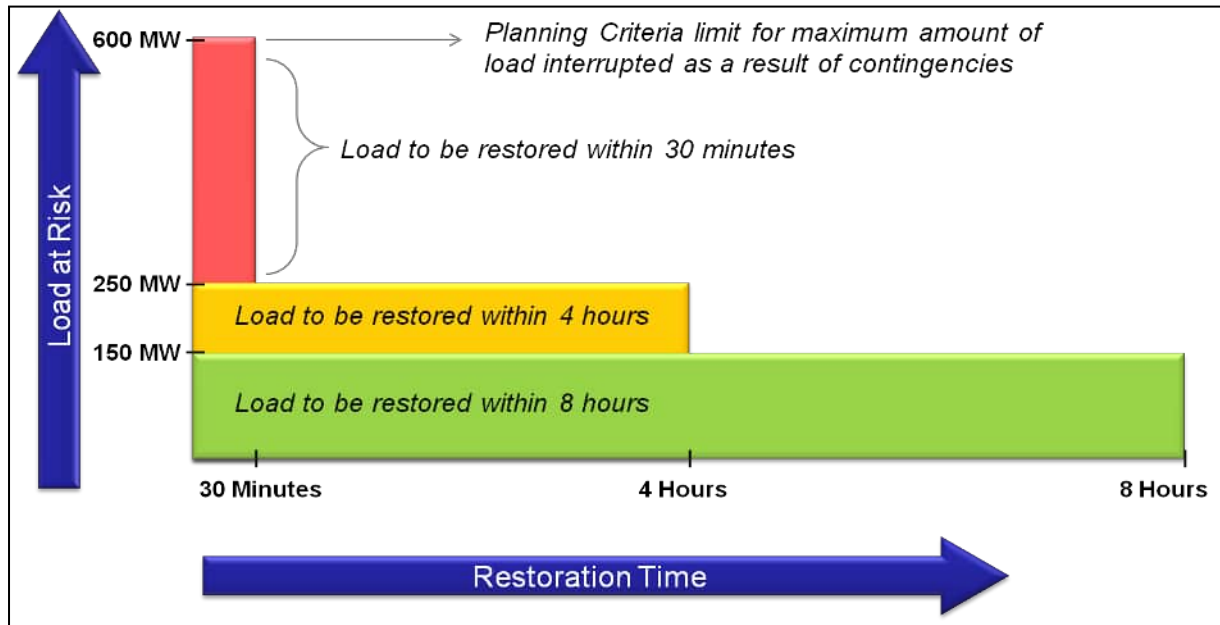 600 MW
Planning Criteria limit for maximum amount of
load interrupted as a result of contingencies
Load to be restored within 30 minutes
Load at Risk
250 MW
Load to be restored within 4 hours
150 MW
Load to be restored within 8 hours
30 Minutes
4 Hours
8 Hours
Restoration Time